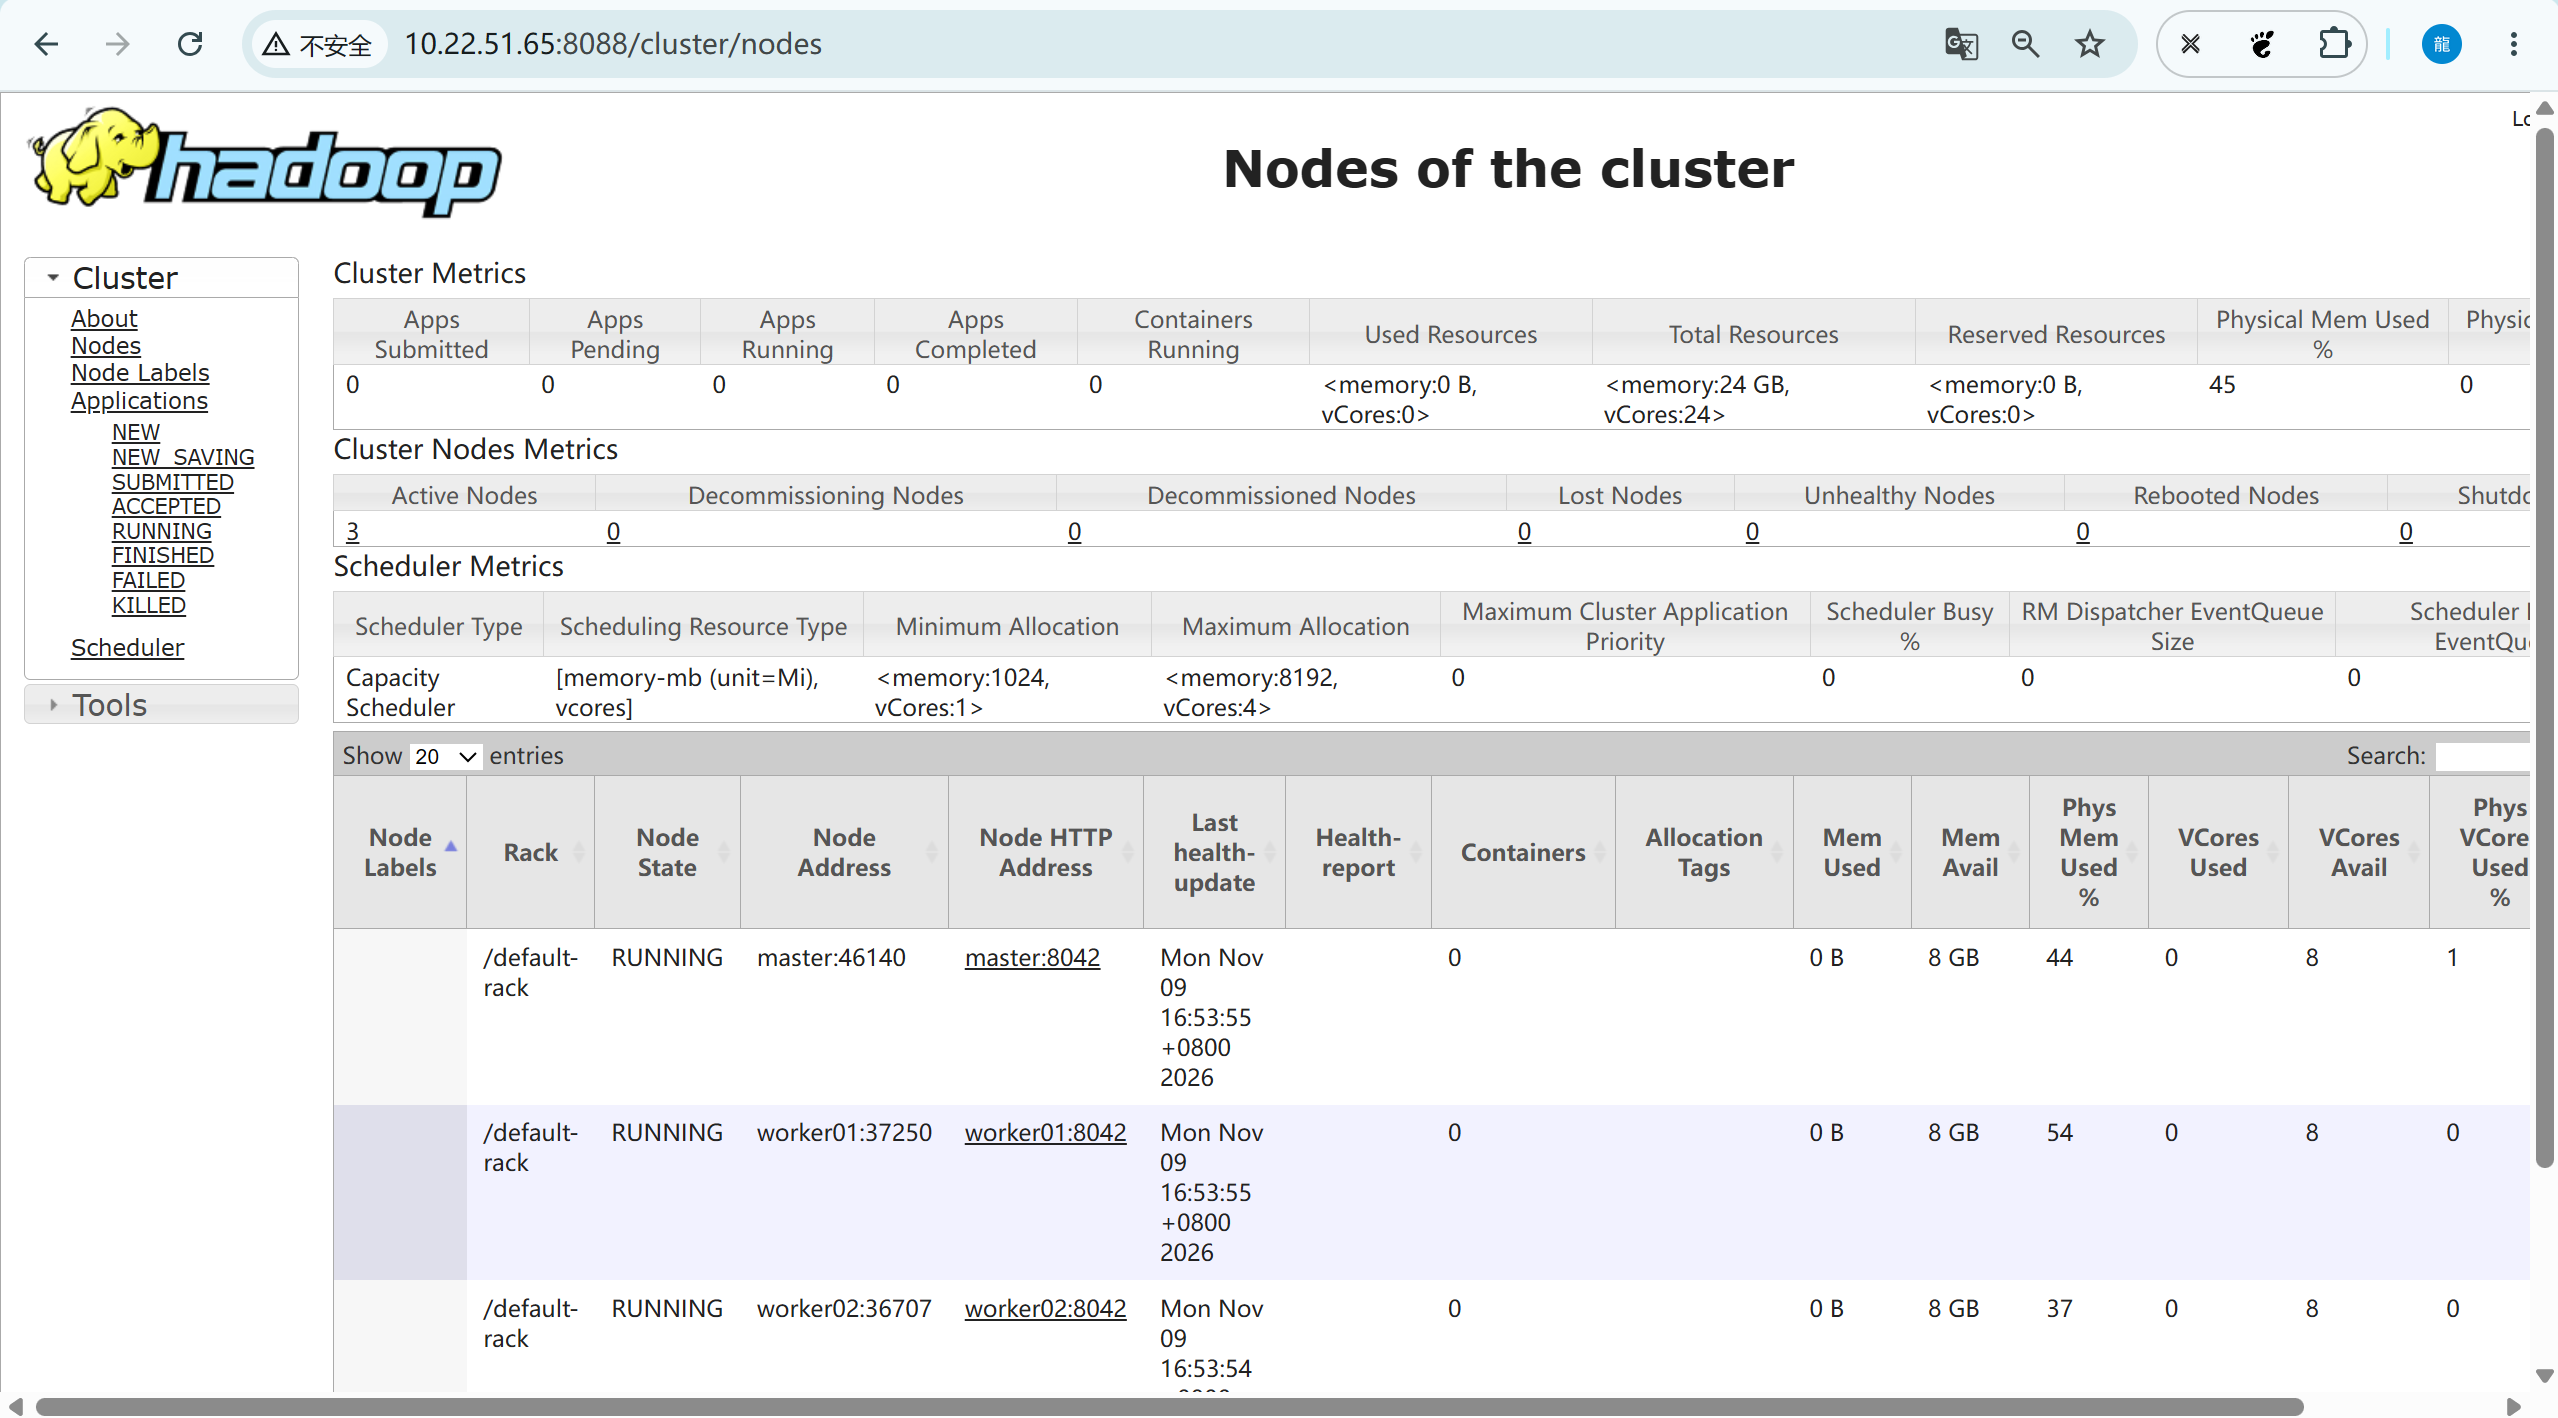 不安全 10.22.51.65:8088/cluster/nodes
龍
hadoop
Nodes of the cluster
Cluster
About
Nodes
Node Labels
Applications
NEW
NEW_SAVING
SUBMITTED
ACCEPTED
RUNNING
FINISHED
FAILED
KILLED
Scheduler
Tools
Cluster Metrics
Apps Submitted Apps Pending Apps Running Apps Completed Containers Running Used Resources Total Resources Reserved Resources Physical Mem Used %
0 0 0 0 0 <memory:0 B, vCores:0> <memory:24 GB, vCores:24> <memory:0 B, vCores:0> 45 0
Cluster Nodes Metrics
Active Nodes Decommissioning Nodes Decommissioned Nodes Lost Nodes Unhealthy Nodes Rebooted Nodes
3 0 0 0 0 0 0
Scheduler Metrics
Scheduler Type Scheduling Resource Type Minimum Allocation Maximum Allocation Maximum Cluster Application Priority Scheduler Busy % RM Dispatcher EventQueue Size Scheduler
Capacity Scheduler [memory-mb (unit=Mi), vcores] <memory:1024, vCores:1> <memory:8192, vCores:4> 0 0 0 0
Show 20 entries Search:
Node Labels Rack Node State Node Address Node HTTP Address Last health-update Health-report Containers Allocation Tags Mem Used Mem Avail Phys Mem Used % VCores Used VCores Avail Phys VCore Used %
/default-rack RUNNING master:46140 master:8042 Mon Nov 09 16:53:55 +0800 2026 0 0 B 8 GB 44 0 8 1
/default-rack RUNNING worker01:37250 worker01:8042 Mon Nov 09 16:53:55 +0800 2026 0 0 B 8 GB 54 0 8 0
/default-rack RUNNING worker02:36707 worker02:8042 Mon Nov 09 16:53:54 0 0 B 8 GB 37 0 8 0